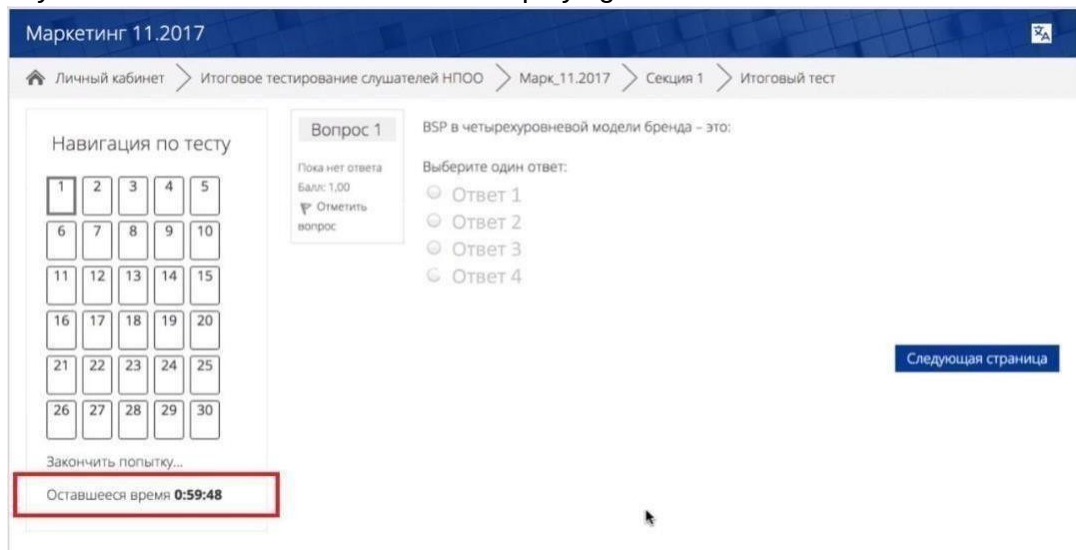 Маркетинг 11.2017
Личный кабинет > Итоговое тестирование слушателей НПОО > Марк_11.2017 > Секция 1 > Итоговый тест
Навигация по тесту
1 2 3 4 5
6 7 8 9 10
11 12 13 14 15
16 17 18 19 20
21 22 23 24 25
26 27 28 29 30
Закончить попытку...
Оставшееся время 0:59:48
Вопрос 1
Пока нет ответа
Балл: 1,00
Отметить
вопрос
BSP в четырехуровневой модели бренда – это:
Выберите один ответ:
Ответ 1
Ответ 2
Ответ 3
Ответ 4
Следующая страница